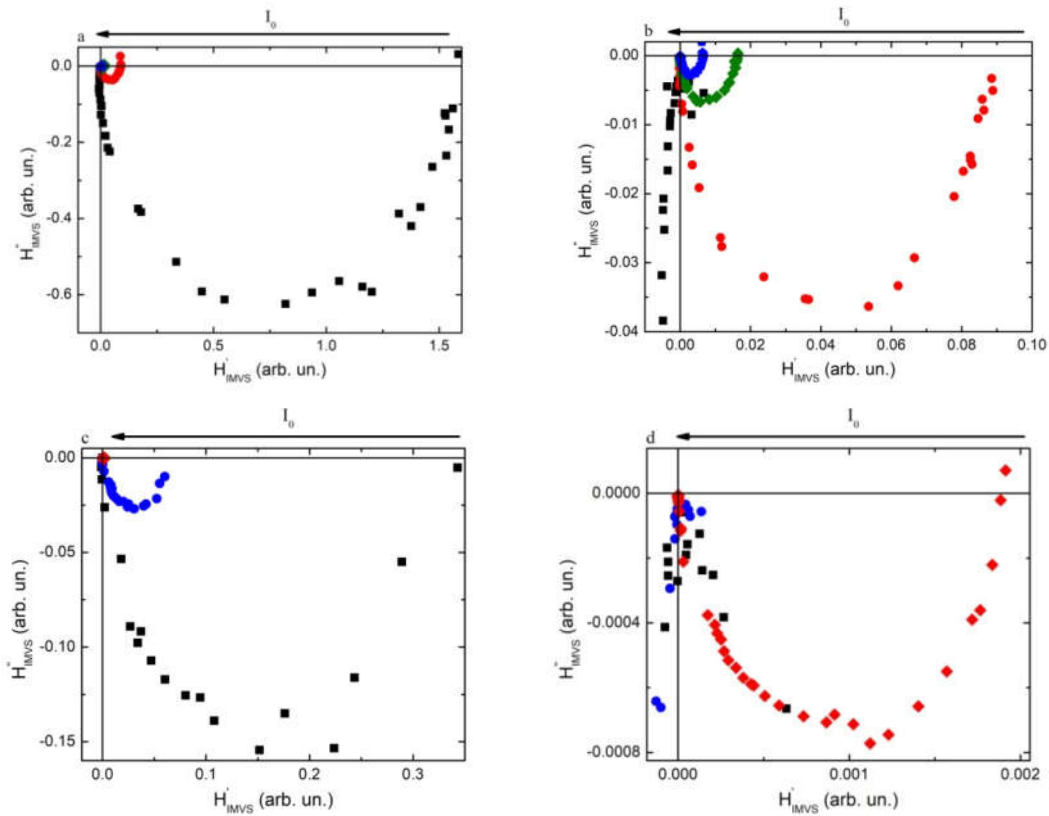 a
I₀
0.0
-0.2
-0.4
-0.6
H″IMVS (arb. un.)
0.0 0.5 1.0 1.5
H′IMVS (arb. un.)
b
I₀
0.00
-0.01
-0.02
-0.03
-0.04
H″IMVS (arb. un.)
0.00 0.02 0.04 0.06 0.08 0.10
H′IMVS (arb. un.)
c
I₀
0.00
-0.05
-0.10
-0.15
H″IMVS (arb. un.)
0.0 0.1 0.2 0.3
H′IMVS (arb. un.)
d
I₀
0.0000
-0.0004
-0.0008
H″IMVS (arb. un.)
0.000 0.001 0.002
H′IMVS (arb. un.)